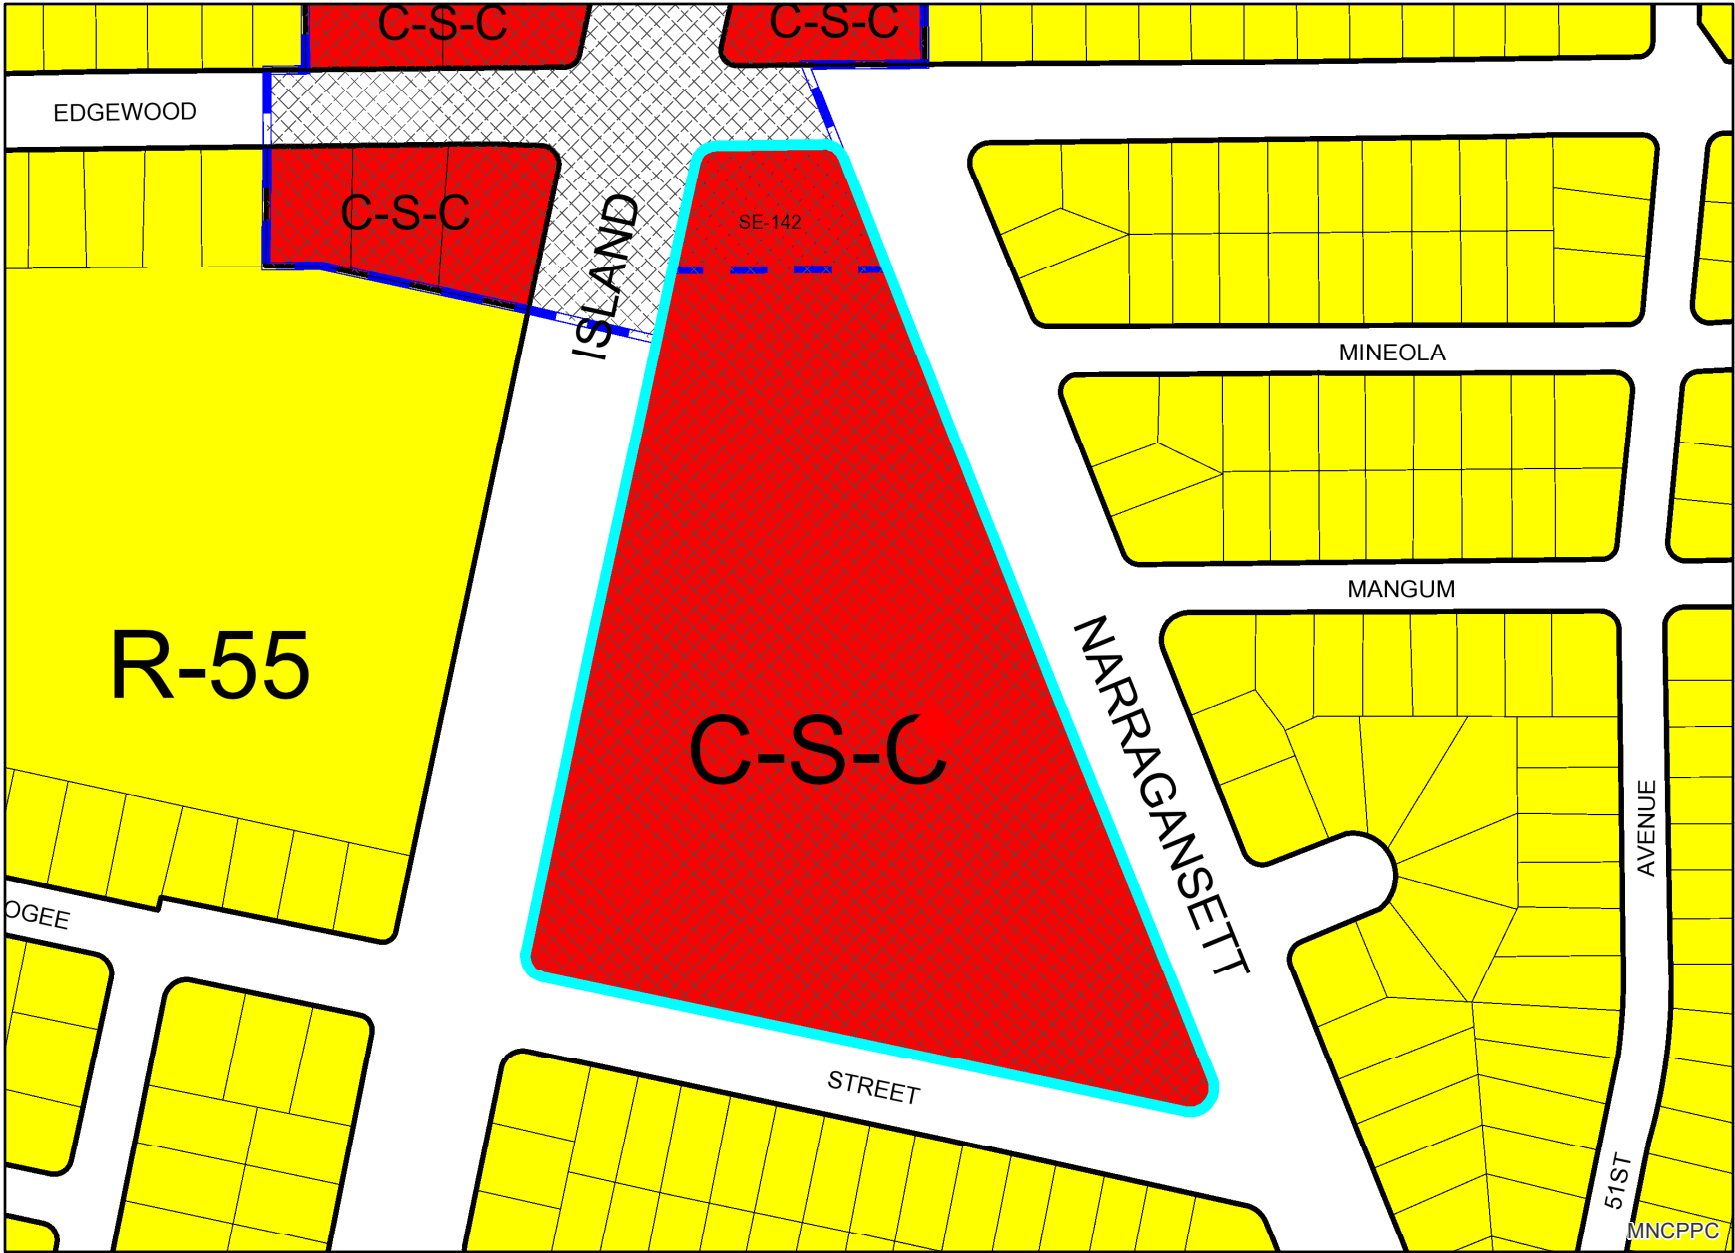 C-S-C
C-S-C
EDGEWOOD
C-S-C
ISLAND
SE-142
MINEOLA
MANGUM
R-55
C-S-C
NARRAGANSETT
AVENUE
OGEE
STREET
51ST
MNCPPC